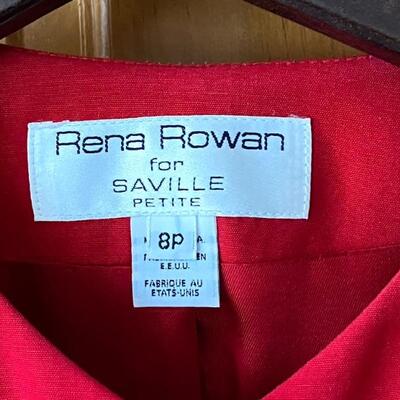 Rena Rowan
for
SAVILLE
PETITE
8P
E.E.U.U.
FABRIQUE AU
ETATS-UNIS